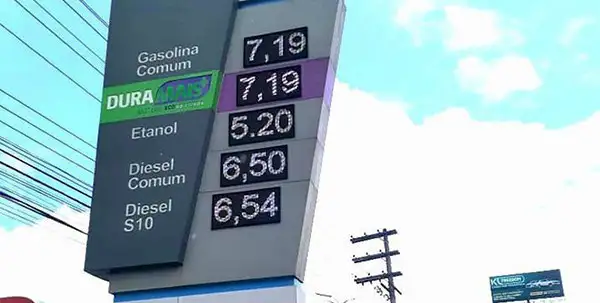 Gasolina
Comum
7,19
DURAMAIS
7,19
Etanol
5.20
Diesel
Comum
6,50
Diesel
S10
6,54